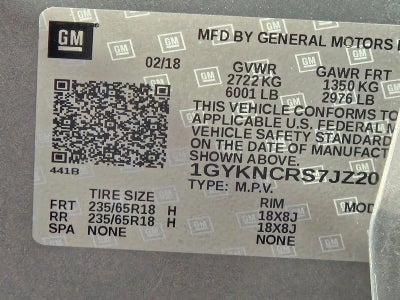 GM MFD BY GENERAL MOTORS
02/18 GVWR GAWR FRT
2722 KG 1350 KG
6001 LB 2976 LB
THIS VEHICLE CONFORMS TO
APPLICABLE U.S. FEDERAL
VEHICLE SAFETY STANDARD
ON THE DATE OF MANUFACT
SHOWN ABOVE.
441B 1GYKNCRS7JZ20
TYPE: M.P.V.
TIRE SIZE RIM MOD
FRT 235/65R18 H 18X8J
RR 235/65R18 H 18X8J
SPA NONE NONE